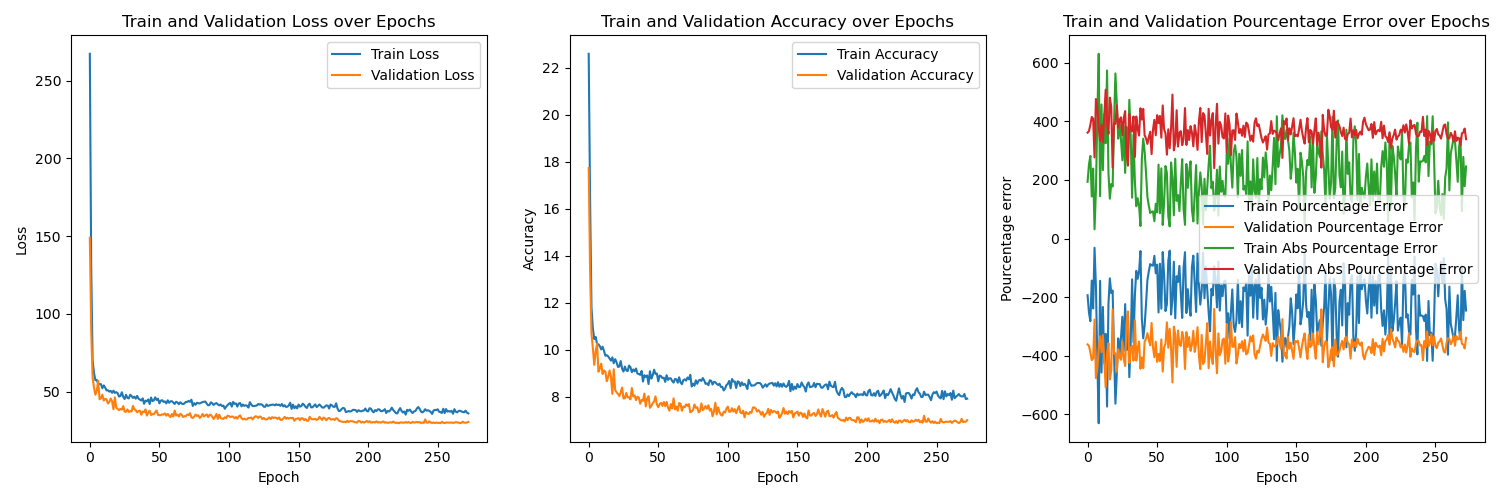 Train and Validation Loss over Epochs
Train Loss
Validation Loss
Loss
250
200
150
100
50
0
50
100
150
200
250
Epoch
Train and Validation Accuracy over Epochs
Train Accuracy
Validation Accuracy
Accuracy
22
20
18
16
14
12
10
8
0
50
100
150
200
250
Epoch
Train and Validation Pourcentage Error over Epochs
Train Pourcentage Error
Validation Pourcentage Error
Train Abs Pourcentage Error
Validation Abs Pourcentage Error
Pourcentage error
600
400
200
0
−200
−400
−600
0
50
100
150
200
250
Epoch